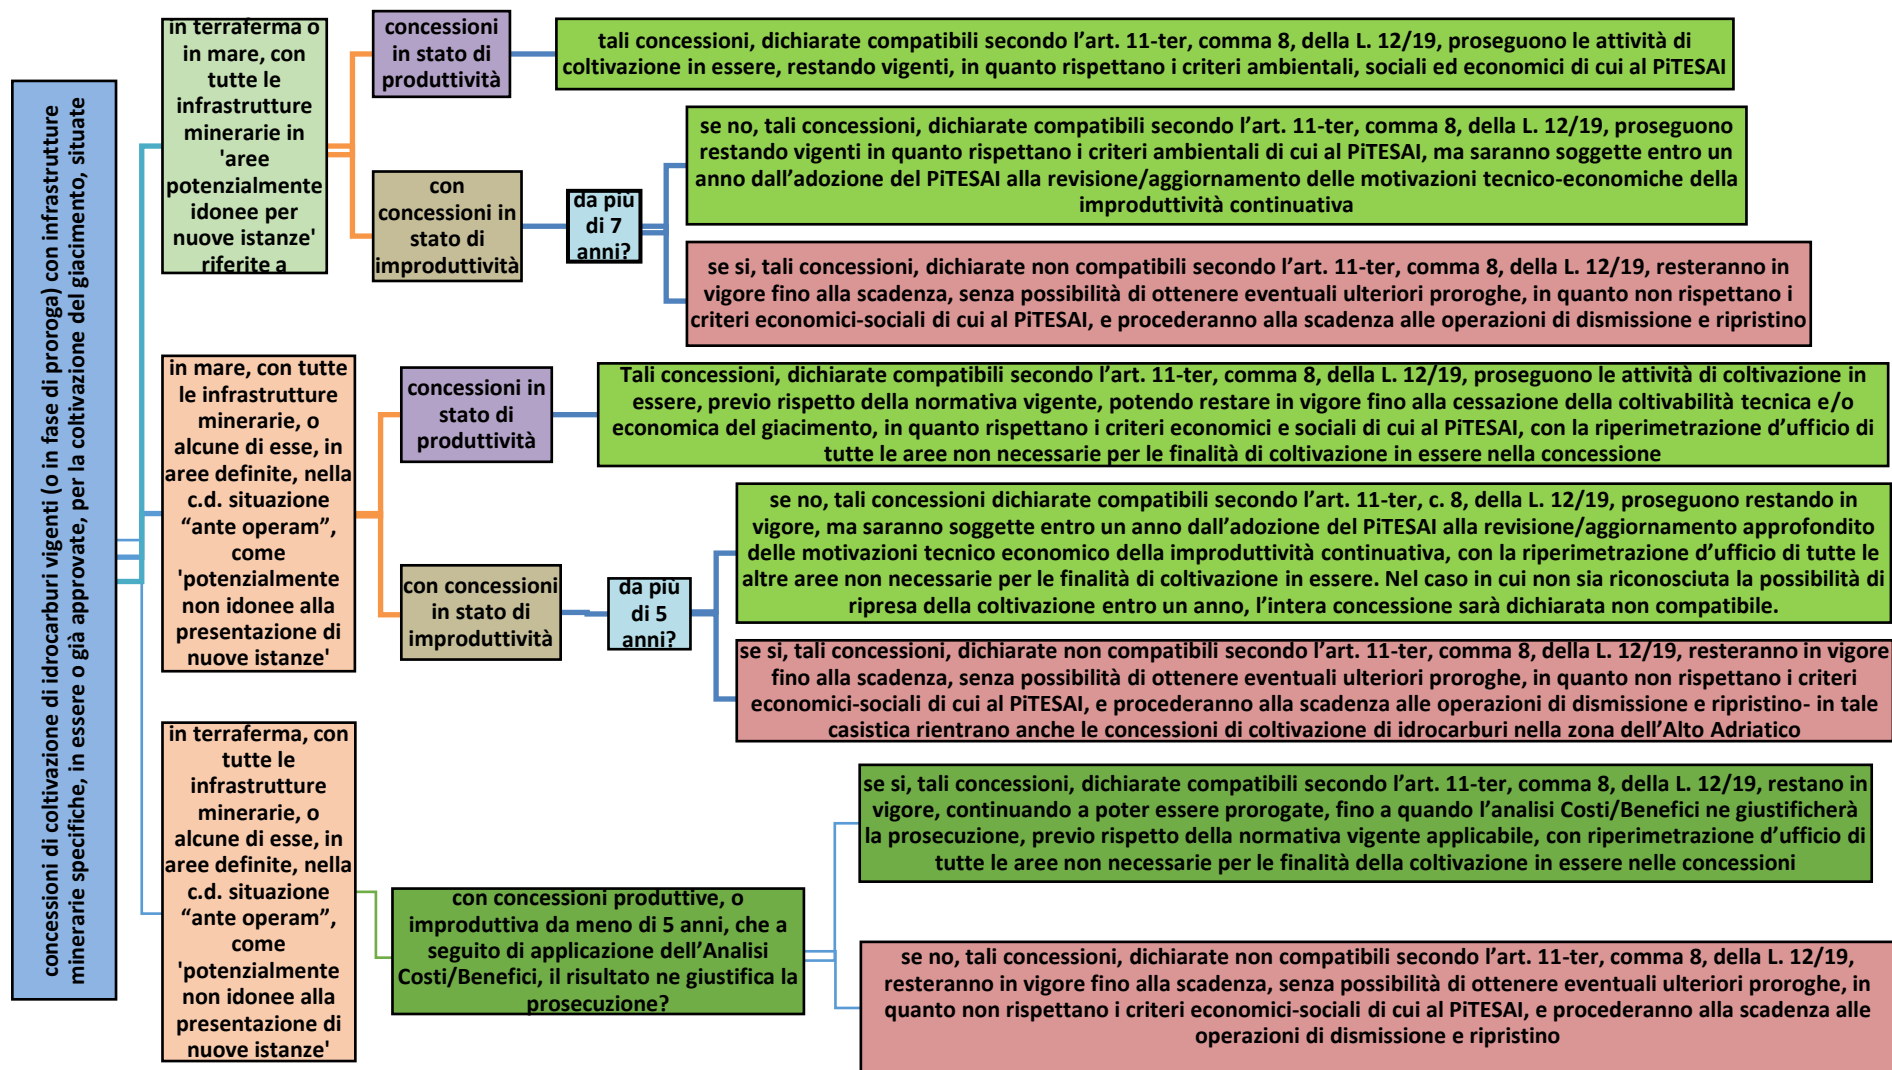 concessioni di coltivazione di idrocarburi vigenti (o in fase di proroga) con infrastrutture
minerarie specifiche, in essere o già approvate, per la coltivazione del giacimento, situate
in terraferma o
in mare, con
tutte le
infrastrutture
minerarie in
'aree
potenzialmente
idonee per
nuove istanze'
riferite a
concessioni
in stato di
produttività
tali concessioni, dichiarate compatibili secondo l'art. 11-ter, comma 8, della L. 12/19, proseguono le attività di
coltivazione in essere, restando vigenti, in quanto rispettano i criteri ambientali, sociali ed economici di cui al PiTESAI
con
concessioni in
stato di
improduttività
da più
di 7
anni?
se no, tali concessioni, dichiarate compatibili secondo l'art. 11-ter, comma 8, della L. 12/19, proseguono
restando vigenti in quanto rispettano i criteri ambientali di cui al PiTESAI, ma saranno soggette entro un
anno dall'adozione del PiTESAI alla revisione/aggiornamento delle motivazioni tecnico-economiche della
improduttività continuativa
se si, tali concessioni, dichiarate non compatibili secondo l'art. 11-ter, comma 8, della L. 12/19, resteranno in
vigore fino alla scadenza, senza possibilità di ottenere eventuali ulteriori proroghe, in quanto non rispettano i
criteri economici-sociali di cui al PiTESAI, e procederanno alla scadenza alle operazioni di dismissione e ripristino
in mare, con tutte
le infrastrutture
minerarie, o
alcune di esse, in
aree definite, nella
c.d. situazione
“ante operam”,
come
'potenzialmente
non idonee alla
presentazione di
nuove istanze'
concessioni in
stato di
produttività
Tali concessioni, dichiarate compatibili secondo l'art. 11-ter, comma 8, della L. 12/19, proseguono le attività di coltivazione in
essere, previo rispetto della normativa vigente, potendo restare in vigore fino alla cessazione della coltivabilità tecnica e/o
economica del giacimento, in quanto rispettano i criteri economici e sociali di cui al PiTESAI, con la riperimetrazione d'ufficio di
tutte le aree non necessarie per le finalità di coltivazione in essere nella concessione
con concessioni
in stato di
improduttività
da più
di 5
anni?
se no, tali concessioni dichiarate compatibili secondo l'art. 11-ter, c. 8, della L. 12/19, proseguono restando in
vigore, ma saranno soggette entro un anno dall'adozione del PiTESAI alla revisione/aggiornamento approfondito
delle motivazioni tecnico economico della improduttività continuativa, con la riperimetrazione d'ufficio di tutte le
altre aree non necessarie per le finalità di coltivazione in essere. Nel caso in cui non sia riconosciuta la possibilità di
ripresa della coltivazione entro un anno, l'intera concessione sarà dichiarata non compatibile.
se si, tali concessioni, dichiarate non compatibili secondo l'art. 11-ter, comma 8, della L. 12/19, resteranno in vigore
fino alla scadenza, senza possibilità di ottenere eventuali ulteriori proroghe, in quanto non rispettano i criteri
economici-sociali di cui al PiTESAI, e procederanno alla scadenza alle operazioni di dismissione e ripristino- in tale
casistica rientrano anche le concessioni di coltivazione di idrocarburi nella zona dell'Alto Adriatico
in terraferma, con
tutte le
infrastrutture
minerarie, o
alcune di esse, in
aree definite, nella
c.d. situazione
“ante operam”,
come
'potenzialmente
non idonee alla
presentazione di
nuove istanze'
con concessioni produttive, o
improduttiva da meno di 5 anni, che a
seguito di applicazione dell'Analisi
Costi/Benefici, il risultato ne giustifica la
prosecuzione?
se si, tali concessioni, dichiarate compatibili secondo l'art. 11-ter, comma 8, della L. 12/19, restano in
vigore, continuando a poter essere prorogate, fino a quando l'analisi Costi/Benefici ne giustificherà
la prosecuzione, previo rispetto della normativa vigente applicabile, con riperimetrazione d'ufficio di
tutte le aree non necessarie per le finalità della coltivazione in essere nelle concessioni
se no, tali concessioni, dichiarate non compatibili secondo l'art. 11-ter, comma 8, della L. 12/19,
resteranno in vigore fino alla scadenza, senza possibilità di ottenere eventuali ulteriori proroghe, in
quanto non rispettano i criteri economici-sociali di cui al PiTESAI, e procederanno alla scadenza alle
operazioni di dismissione e ripristino